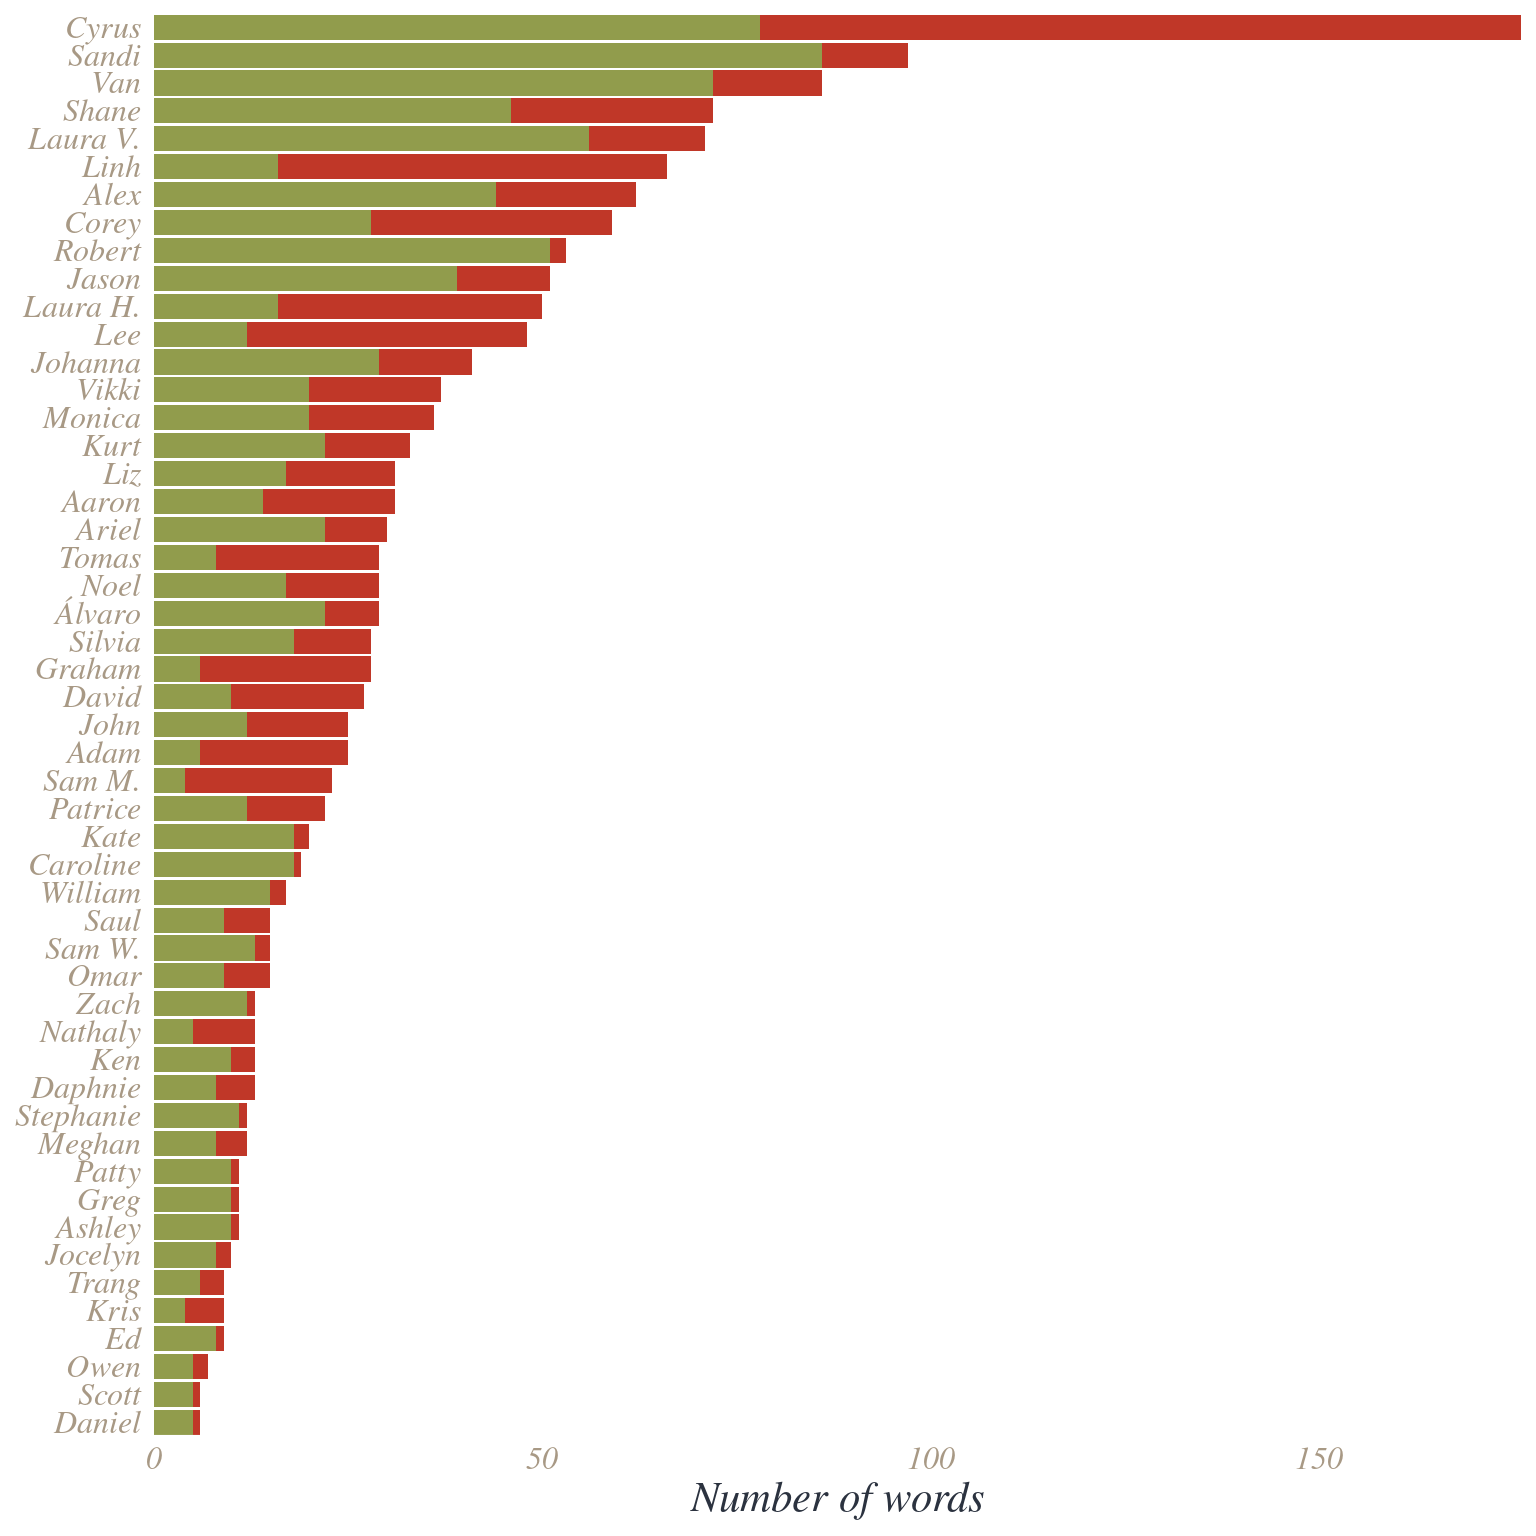 Cyrus
Sandi
Van
Shane
Laura V.
Linh
Alex
Corey
Robert
Jason
Laura H.
Lee
Johanna
Vikki
Monica
Kurt
Liz
Aaron
Ariel
Tomas
Noel
Álvaro
Silvia
Graham
David
John
Adam
Sam M.
Patrice
Kate
Caroline
William
Saul
Sam W.
Omar
Zach
Nathaly
Ken
Daphnie
Stephanie
Meghan
Patty
Greg
Ashley
Jocelyn
Trang
Kris
Ed
Owen
Scott
Daniel
0 50 100 150
Number of words